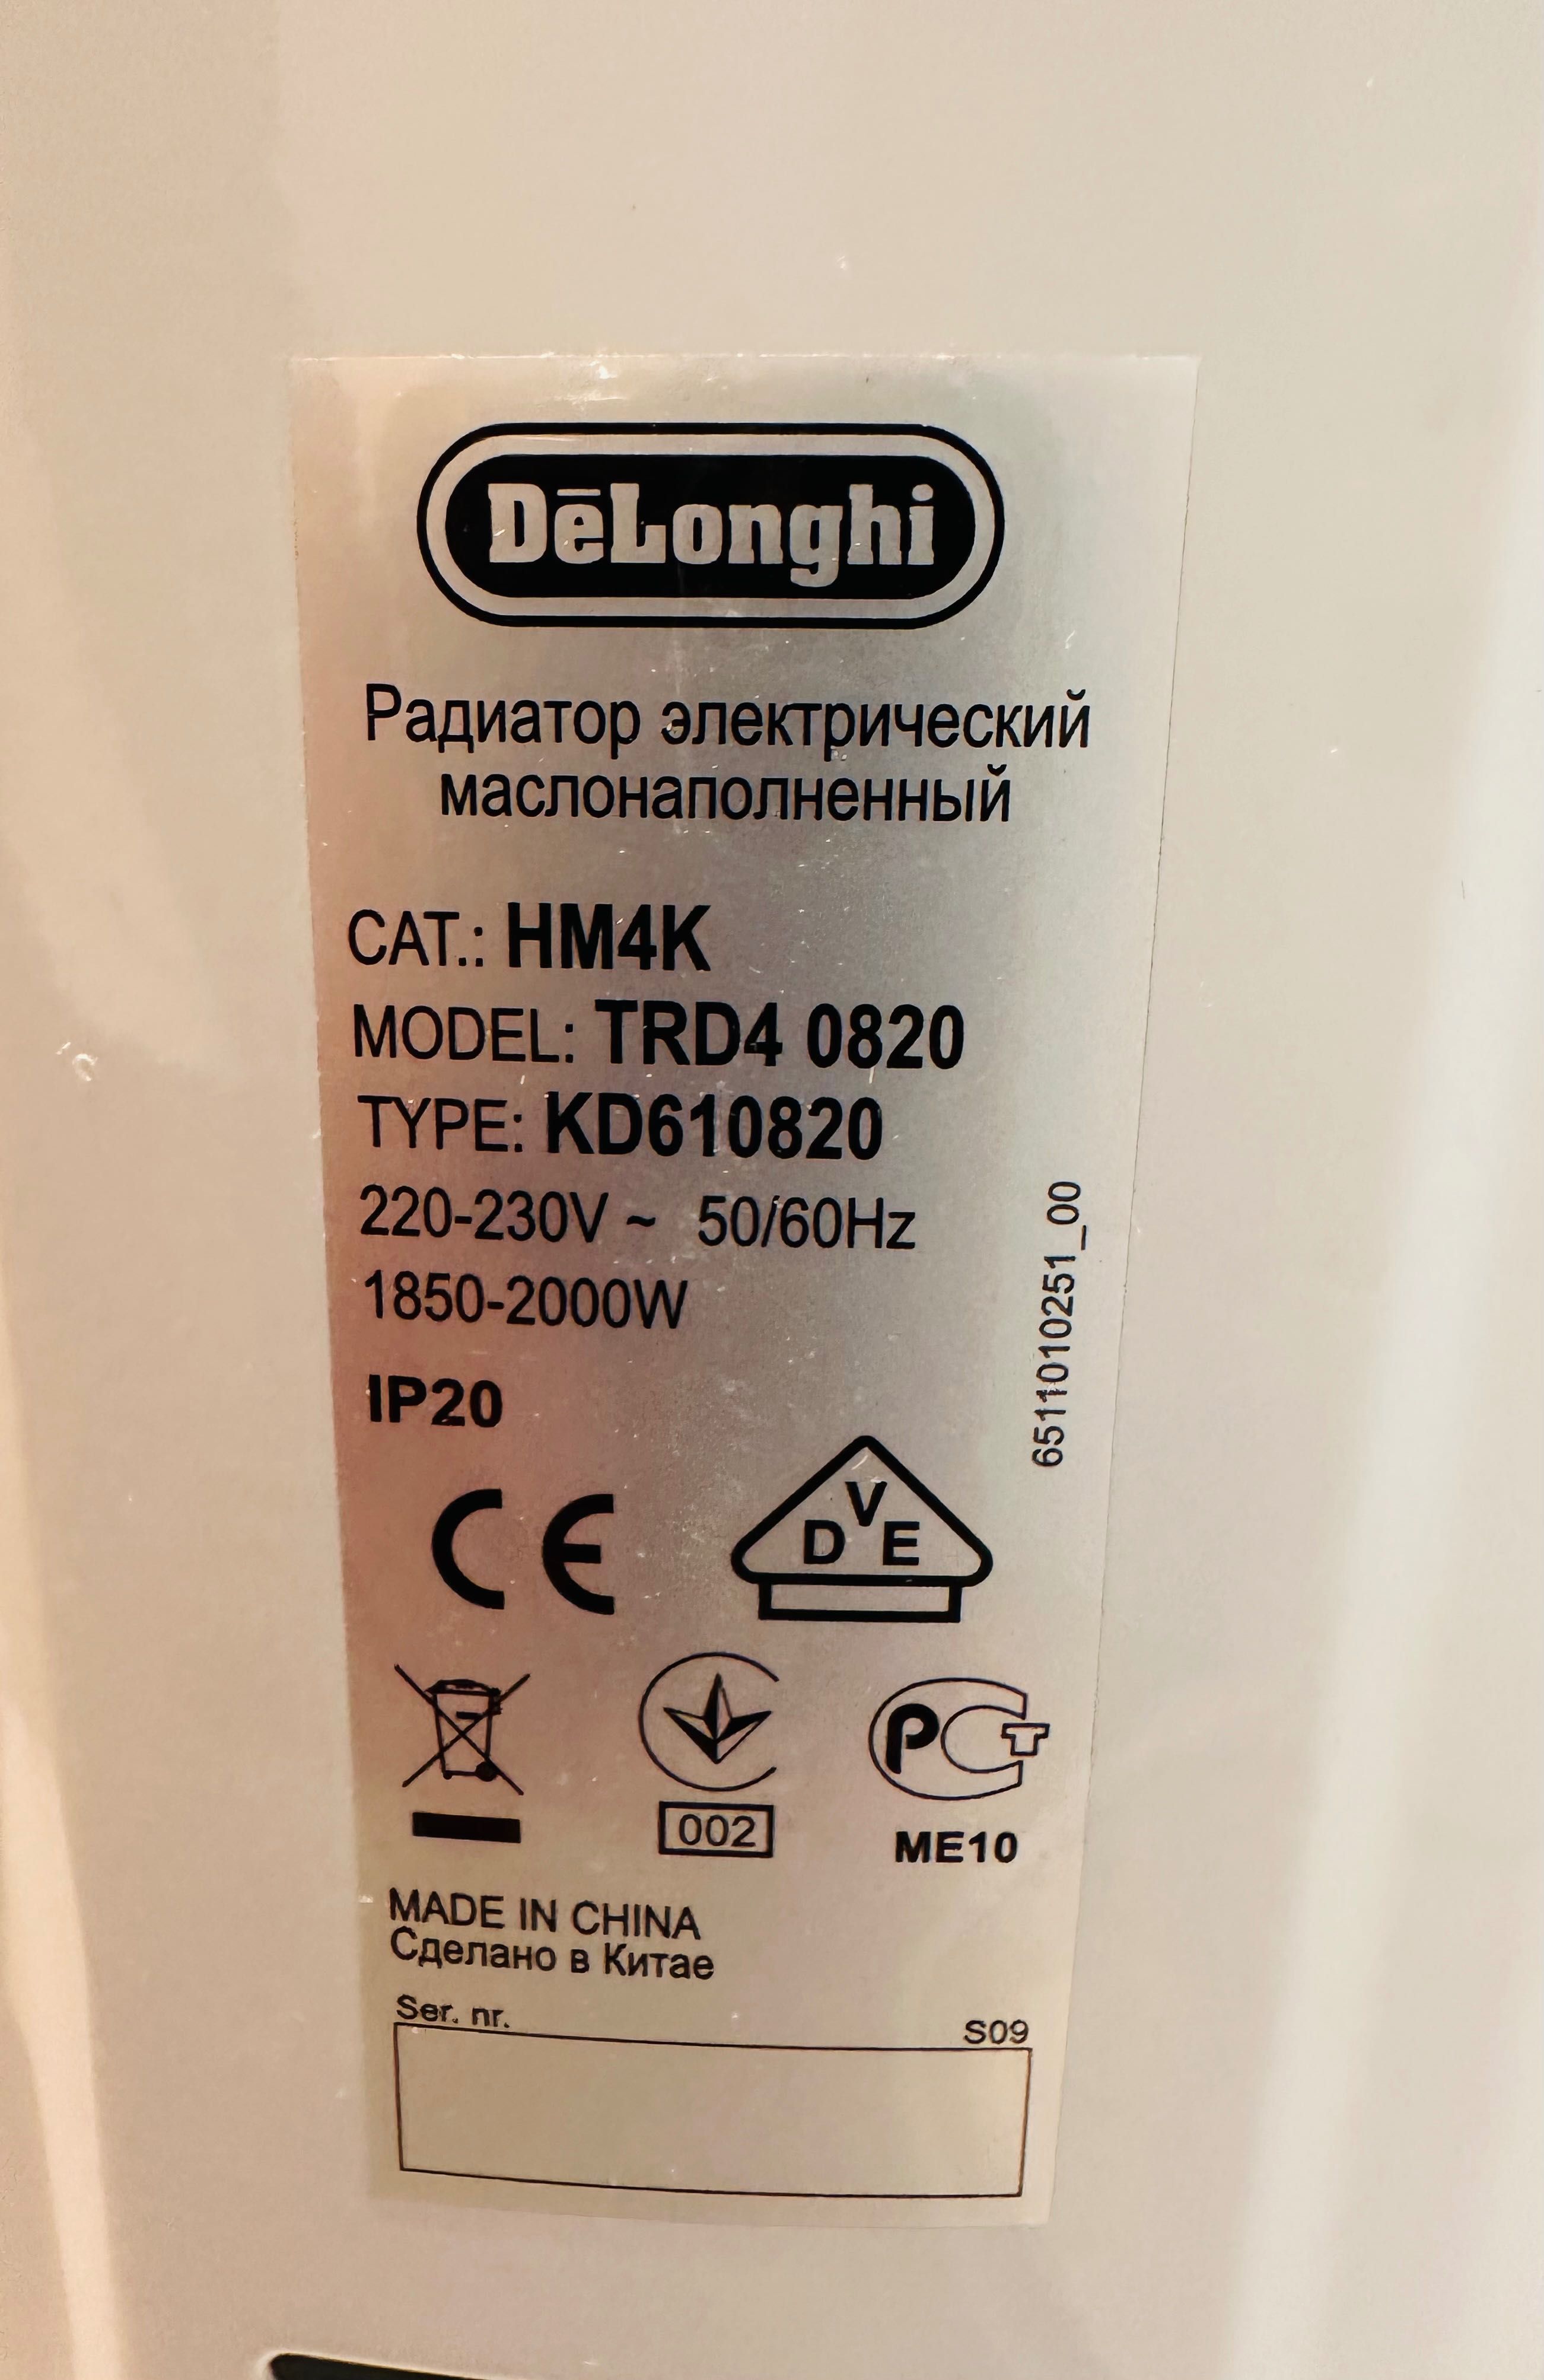 DēLonghi
Радиатор электрический
маслонаполненный
CAT.: HM4K
MODEL: TRD4 0820
TYPE: KD610820
220-230V ~ 50/60Hz
1850-2000W
6511010251_00
IP20
CE
DVE
002
РСТ
ME10
MADE IN CHINA
Сделано в Китае
Ser. nr.
S09